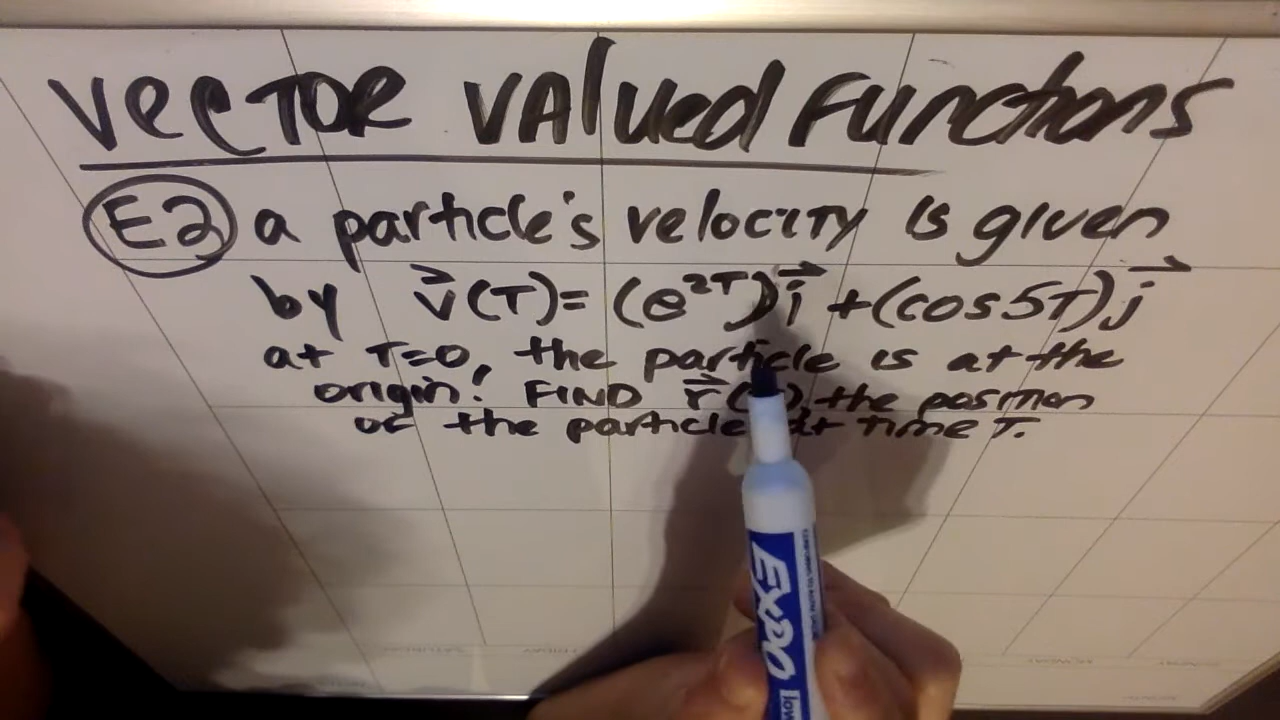 VecTOR VAlued Functions
E2 a particle's velocity is given
by v⃗(T)=(e^{2T})i⃗ +(cos5T)j⃗
at T=0, the particle is at the
origin! FIND r⃗( ) the position
of the particle at time T.
EXPO
low